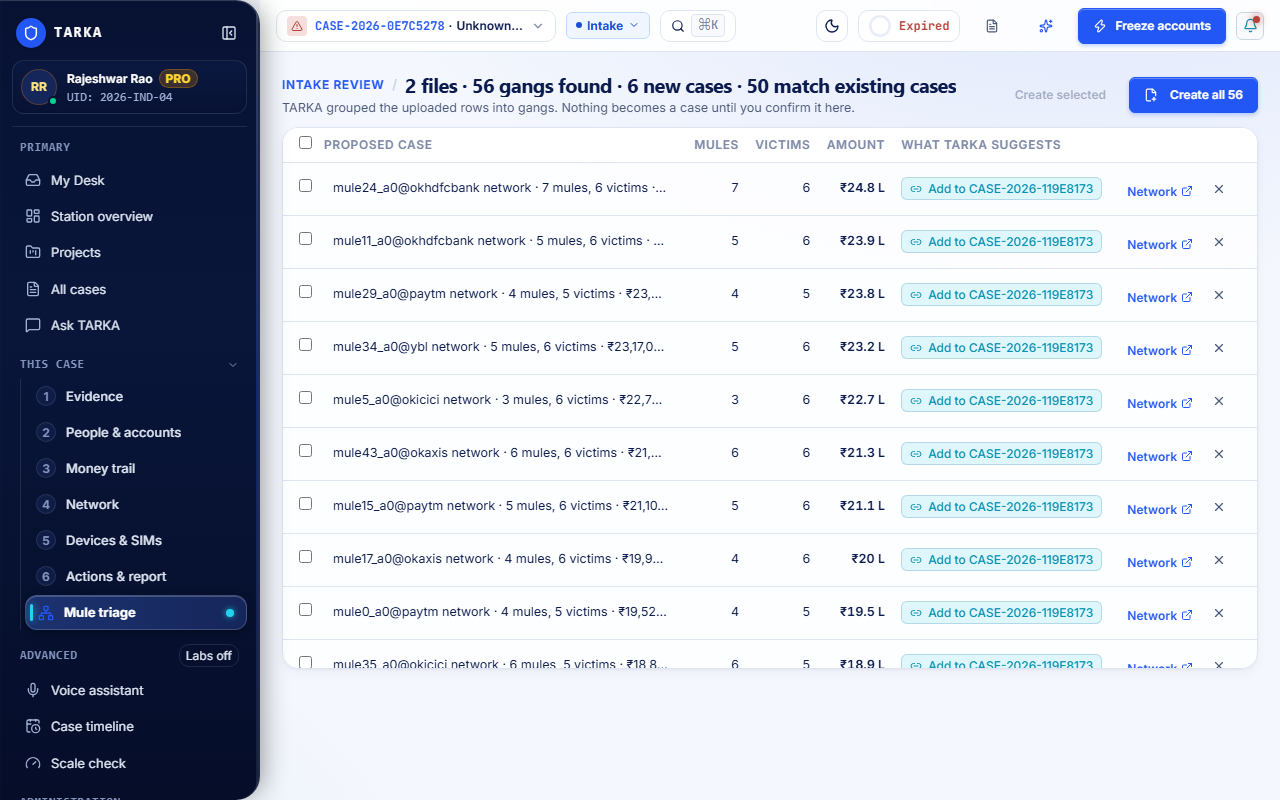 TARKA
RR
Rajeshwar Rao PRO
UID: 2026-IND-04
PRIMARY
My Desk
Station overview
Projects
All cases
Ask TARKA
THIS CASE
1 Evidence
2 People & accounts
3 Money trail
4 Network
5 Devices & SIMs
6 Actions & report
Mule triage
ADVANCED Labs off
Voice assistant
Case timeline
Scale check
ADMINISTRATION
CASE-2026-0E7C5278 · Unknown... Intake ⌘K Expired Freeze accounts
INTAKE REVIEW / 2 files · 56 gangs found · 6 new cases · 50 match existing cases
TARKA grouped the uploaded rows into gangs. Nothing becomes a case until you confirm it here.
Create selected Create all 56
PROPOSED CASE MULES VICTIMS AMOUNT WHAT TARKA SUGGESTS
mule24_a0@okhdfcbank network · 7 mules, 6 victims ·... 7 6 ₹24.8 L Add to CASE-2026-119E8173 Network
mule11_a0@okhdfcbank network · 5 mules, 6 victims · ... 5 6 ₹23.9 L Add to CASE-2026-119E8173 Network
mule29_a0@paytm network · 4 mules, 5 victims · ₹23,... 4 5 ₹23.8 L Add to CASE-2026-119E8173 Network
mule34_a0@ybl network · 5 mules, 6 victims · ₹23,17,0... 5 6 ₹23.2 L Add to CASE-2026-119E8173 Network
mule5_a0@okicici network · 3 mules, 6 victims · ₹22,7... 3 6 ₹22.7 L Add to CASE-2026-119E8173 Network
mule43_a0@okaxis network · 6 mules, 6 victims · ₹21,... 6 6 ₹21.3 L Add to CASE-2026-119E8173 Network
mule15_a0@paytm network · 5 mules, 6 victims · ₹21,10... 5 6 ₹21.1 L Add to CASE-2026-119E8173 Network
mule17_a0@okaxis network · 4 mules, 6 victims · ₹19,9... 4 6 ₹20 L Add to CASE-2026-119E8173 Network
mule0_a0@paytm network · 4 mules, 5 victims · ₹19,52... 4 5 ₹19.5 L Add to CASE-2026-119E8173 Network
mule35_a0@okicici network · 6 mules, 5 victims · ₹18,8... 6 5 ₹18.9 L Add to CASE-2026-119E8173 Network